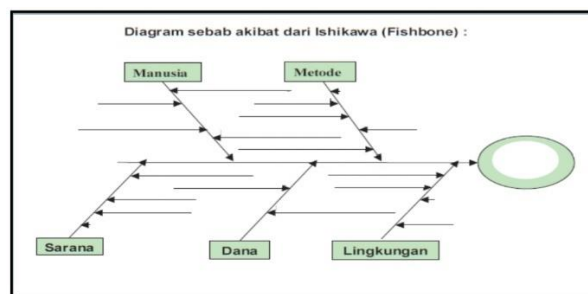 Diagram sebab akibat dari Ishikawa (Fishbone) :
Manusia
Metode
Sarana
Dana
Lingkungan